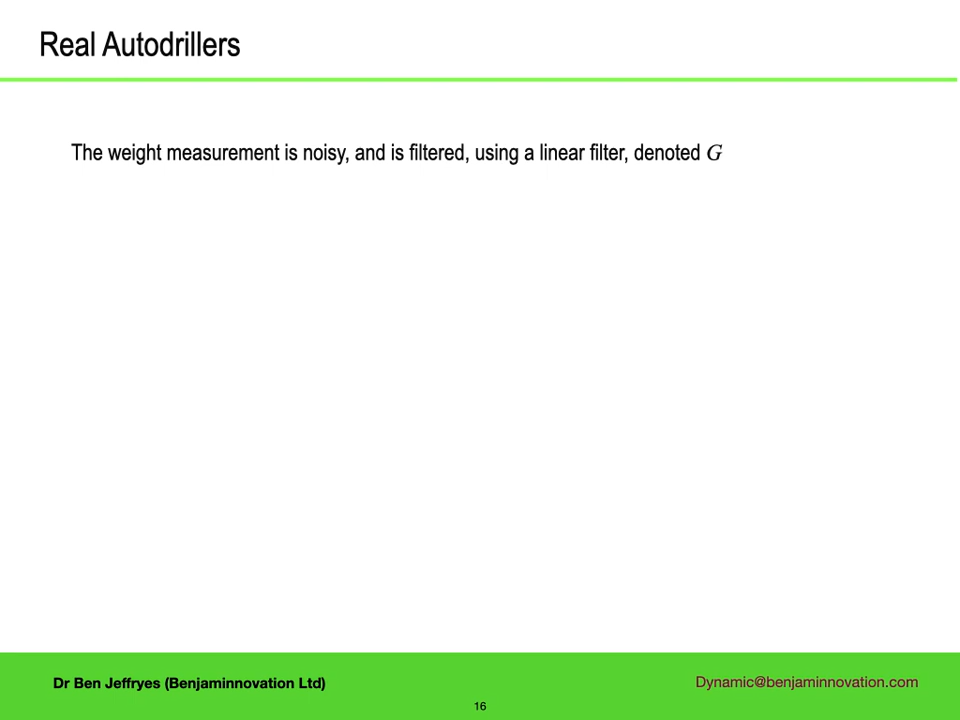 Real Autodrillers
The weight measurement is noisy, and is filtered, using a linear filter, denoted G
Dr Ben Jeffryes (Benjaminnovation Ltd)
Dynamic@benjaminnovation.com
16